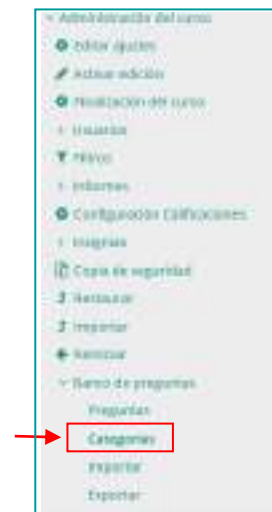 Administración del curso
Editar ajustes
Activar edición
Finalización del curso
Usuarios
Filtros
Informes
Configuración Calificaciones
Insignias
Copia de seguridad
Restaurar
Importar
Reiniciar
Banco de preguntas
Preguntas
Categorías
Importar
Exportar